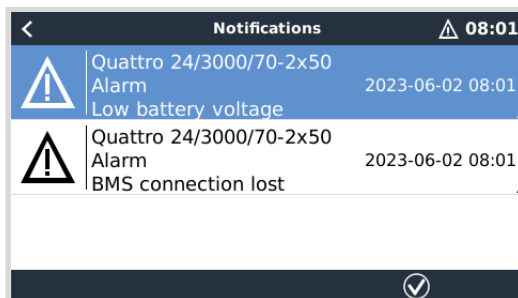 Notifications 08:01
Quattro 24/3000/70-2x50
Alarm 2023-06-02 08:01
Low battery voltage
Quattro 24/3000/70-2x50
Alarm 2023-06-02 08:01
BMS connection lost